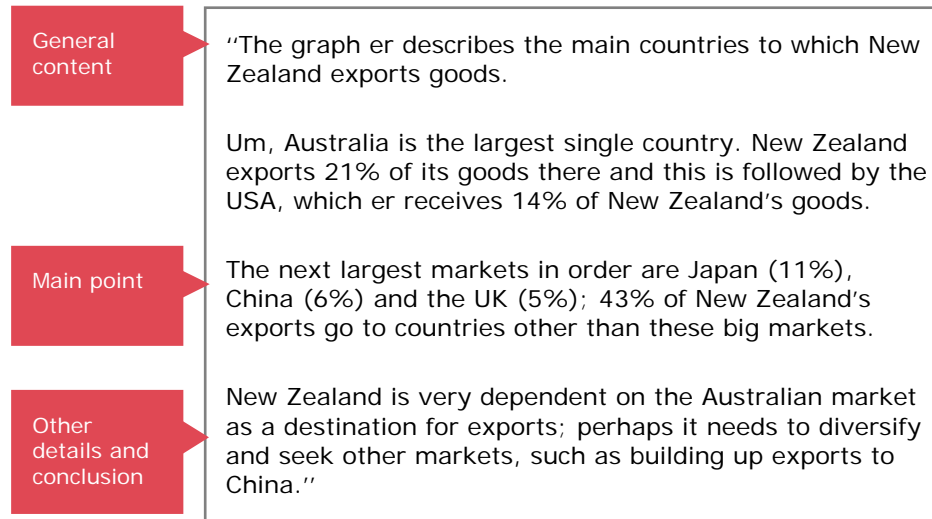 General
content
‘‘The graph er describes the main countries to which New
Zealand exports goods.
Um, Australia is the largest single country. New Zealand
exports 21% of its goods there and this is followed by the
USA, which er receives 14% of New Zealand’s goods.
Main point
The next largest markets in order are Japan (11%),
China (6%) and the UK (5%); 43% of New Zealand’s
exports go to countries other than these big markets.
Other
details and
conclusion
New Zealand is very dependent on the Australian market
as a destination for exports; perhaps it needs to diversify
and seek other markets, such as building up exports to
China.’’